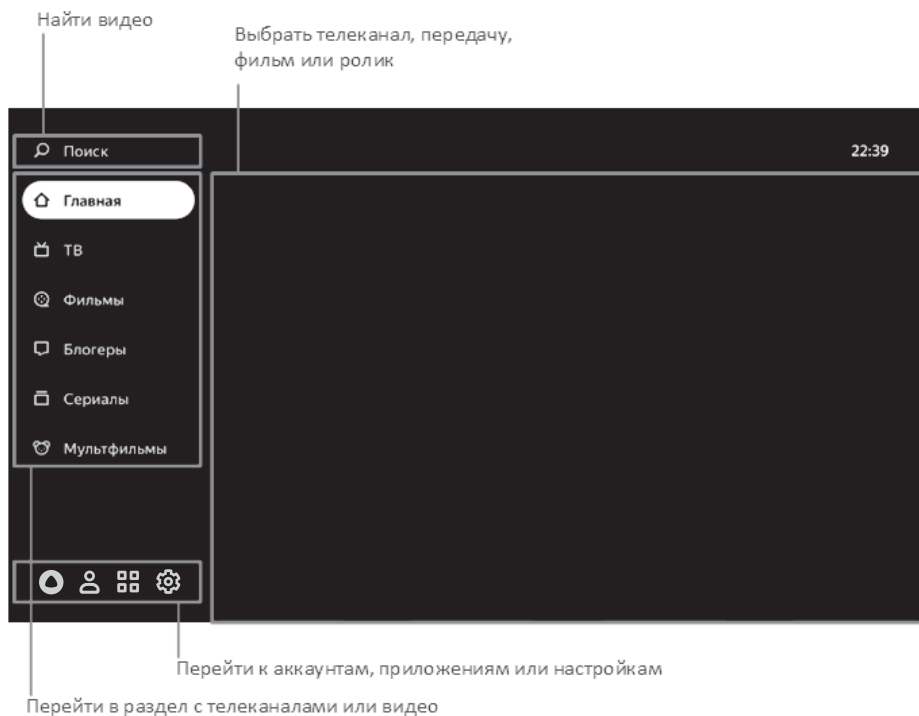 Найти видео
Выбрать телеканал, передачу,
фильм или ролик
Поиск
22:39
Главная
ТВ
Фильмы
Блогеры
Сериалы
Мультфильмы
Перейти к аккаунтам, приложениям или настройкам
Перейти в раздел с телеканалами или видео